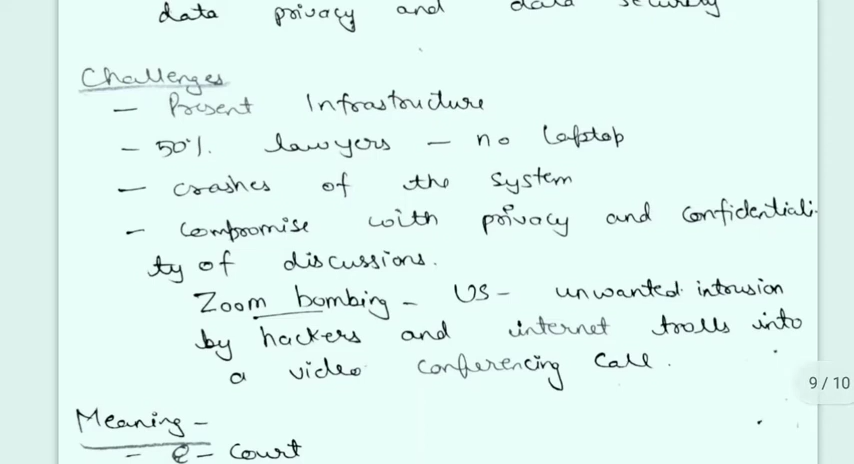 data privacy and data security
Challenges
- Present Infrastructure
- 50% lawyers - no laptop
- crashes of the system
- compromise with privacy and confidentiali-
ty of discussions.
Zoom bombing - US - unwanted intrusion
by hackers and internet trolls into
a video conferencing call.
9 / 10
Meaning -
- e - court